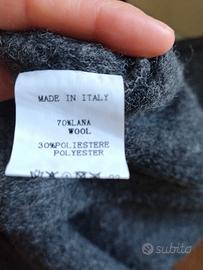 MADE IN ITALY
70%LANA
WOOL
30%POLIESTERE
POLYESTER
subito